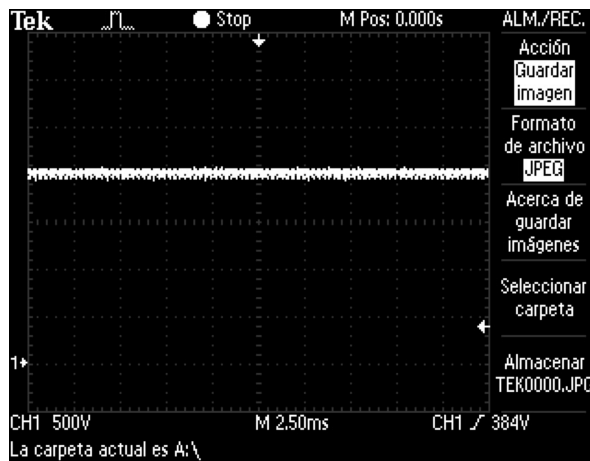 Tek Stop M Pos: 0.000s ALM./REC.
Acción
Guardar
imagen
Formato
de archivo
JPEG
Acerca de
guardar
imágenes
Seleccionar
carpeta
Almacenar
TEK0000.JPG
1
CH1 500V M 2.50ms CH1 384V
La carpeta actual es A:\